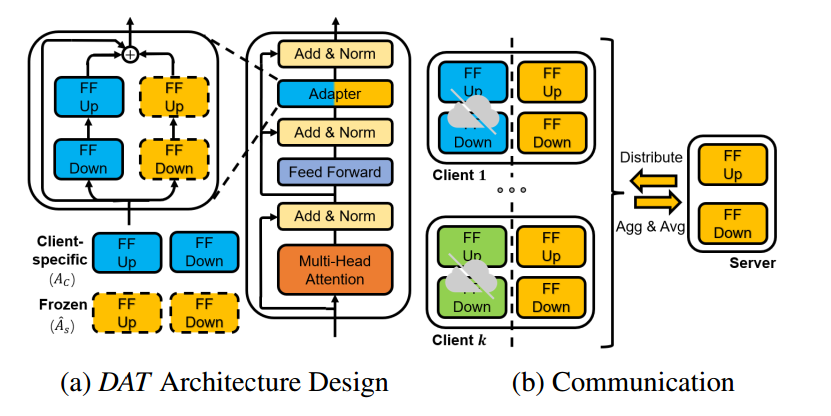 FF
Up
FF
Up
FF
Down
FF
Down
Client-
specific
(A_C)
FF
Up
FF
Down
Frozen
(Â_s)
FF
Up
FF
Down
Add & Norm
Adapter
Add & Norm
Feed Forward
Add & Norm
Multi-Head
Attention
(a) DAT Architecture Design
FF
Up
FF
Up
FF
Down
FF
Down
Client 1
FF
Up
FF
Up
FF
Down
FF
Down
Client k
Distribute
Agg & Avg
FF
Up
FF
Down
Server
(b) Communication